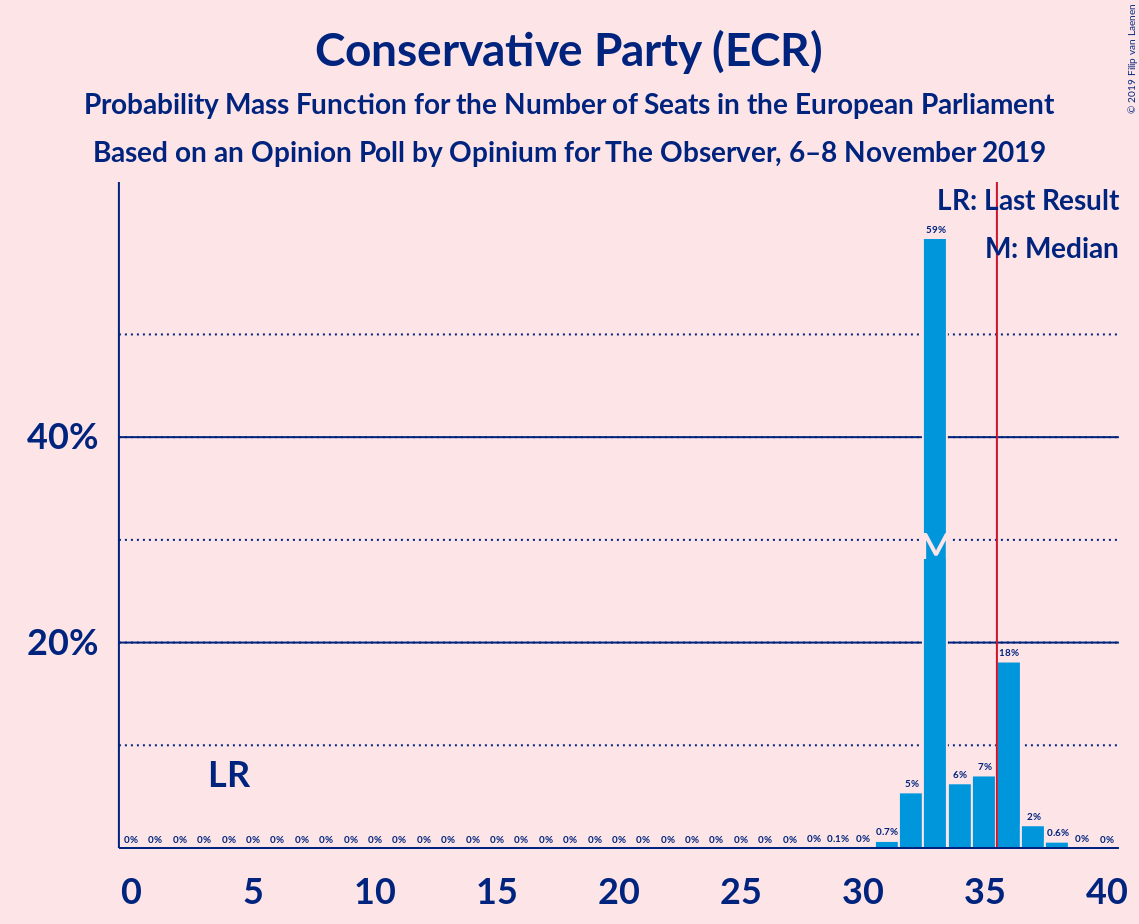 Conservative Party (ECR)
Probability Mass Function for the Number of Seats in the European Parliament
Based on an Opinion Poll by Opinium for The Observer, 6–8 November 2019
© 2019 Filip van Laenen
LR: Last Result
M: Median
59%
40%
M
20%
18%
LR
7%
6%
5%
2%
0% 0% 0% 0% 0% 0% 0% 0% 0% 0% 0% 0% 0% 0% 0% 0% 0% 0% 0% 0% 0% 0% 0% 0% 0% 0% 0% 0% 0% 0.1% 0% 0.7% 0.6% 0% 0%
0 5 10 15 20 25 30 35 40